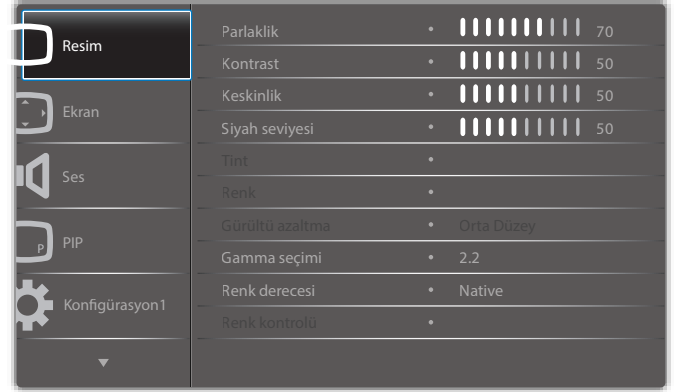 Resim
Ekran
Ses
P
PIP
Konfigürasyon1
Parlaklik • 70
Kontrast • 50
Keskinlik • 50
Siyah seviyesi • 50
Tint •
Renk •
Gürültü azaltma • Orta Düzey
Gamma seçimi • 2.2
Renk derecesi • Native
Renk kontrolü •